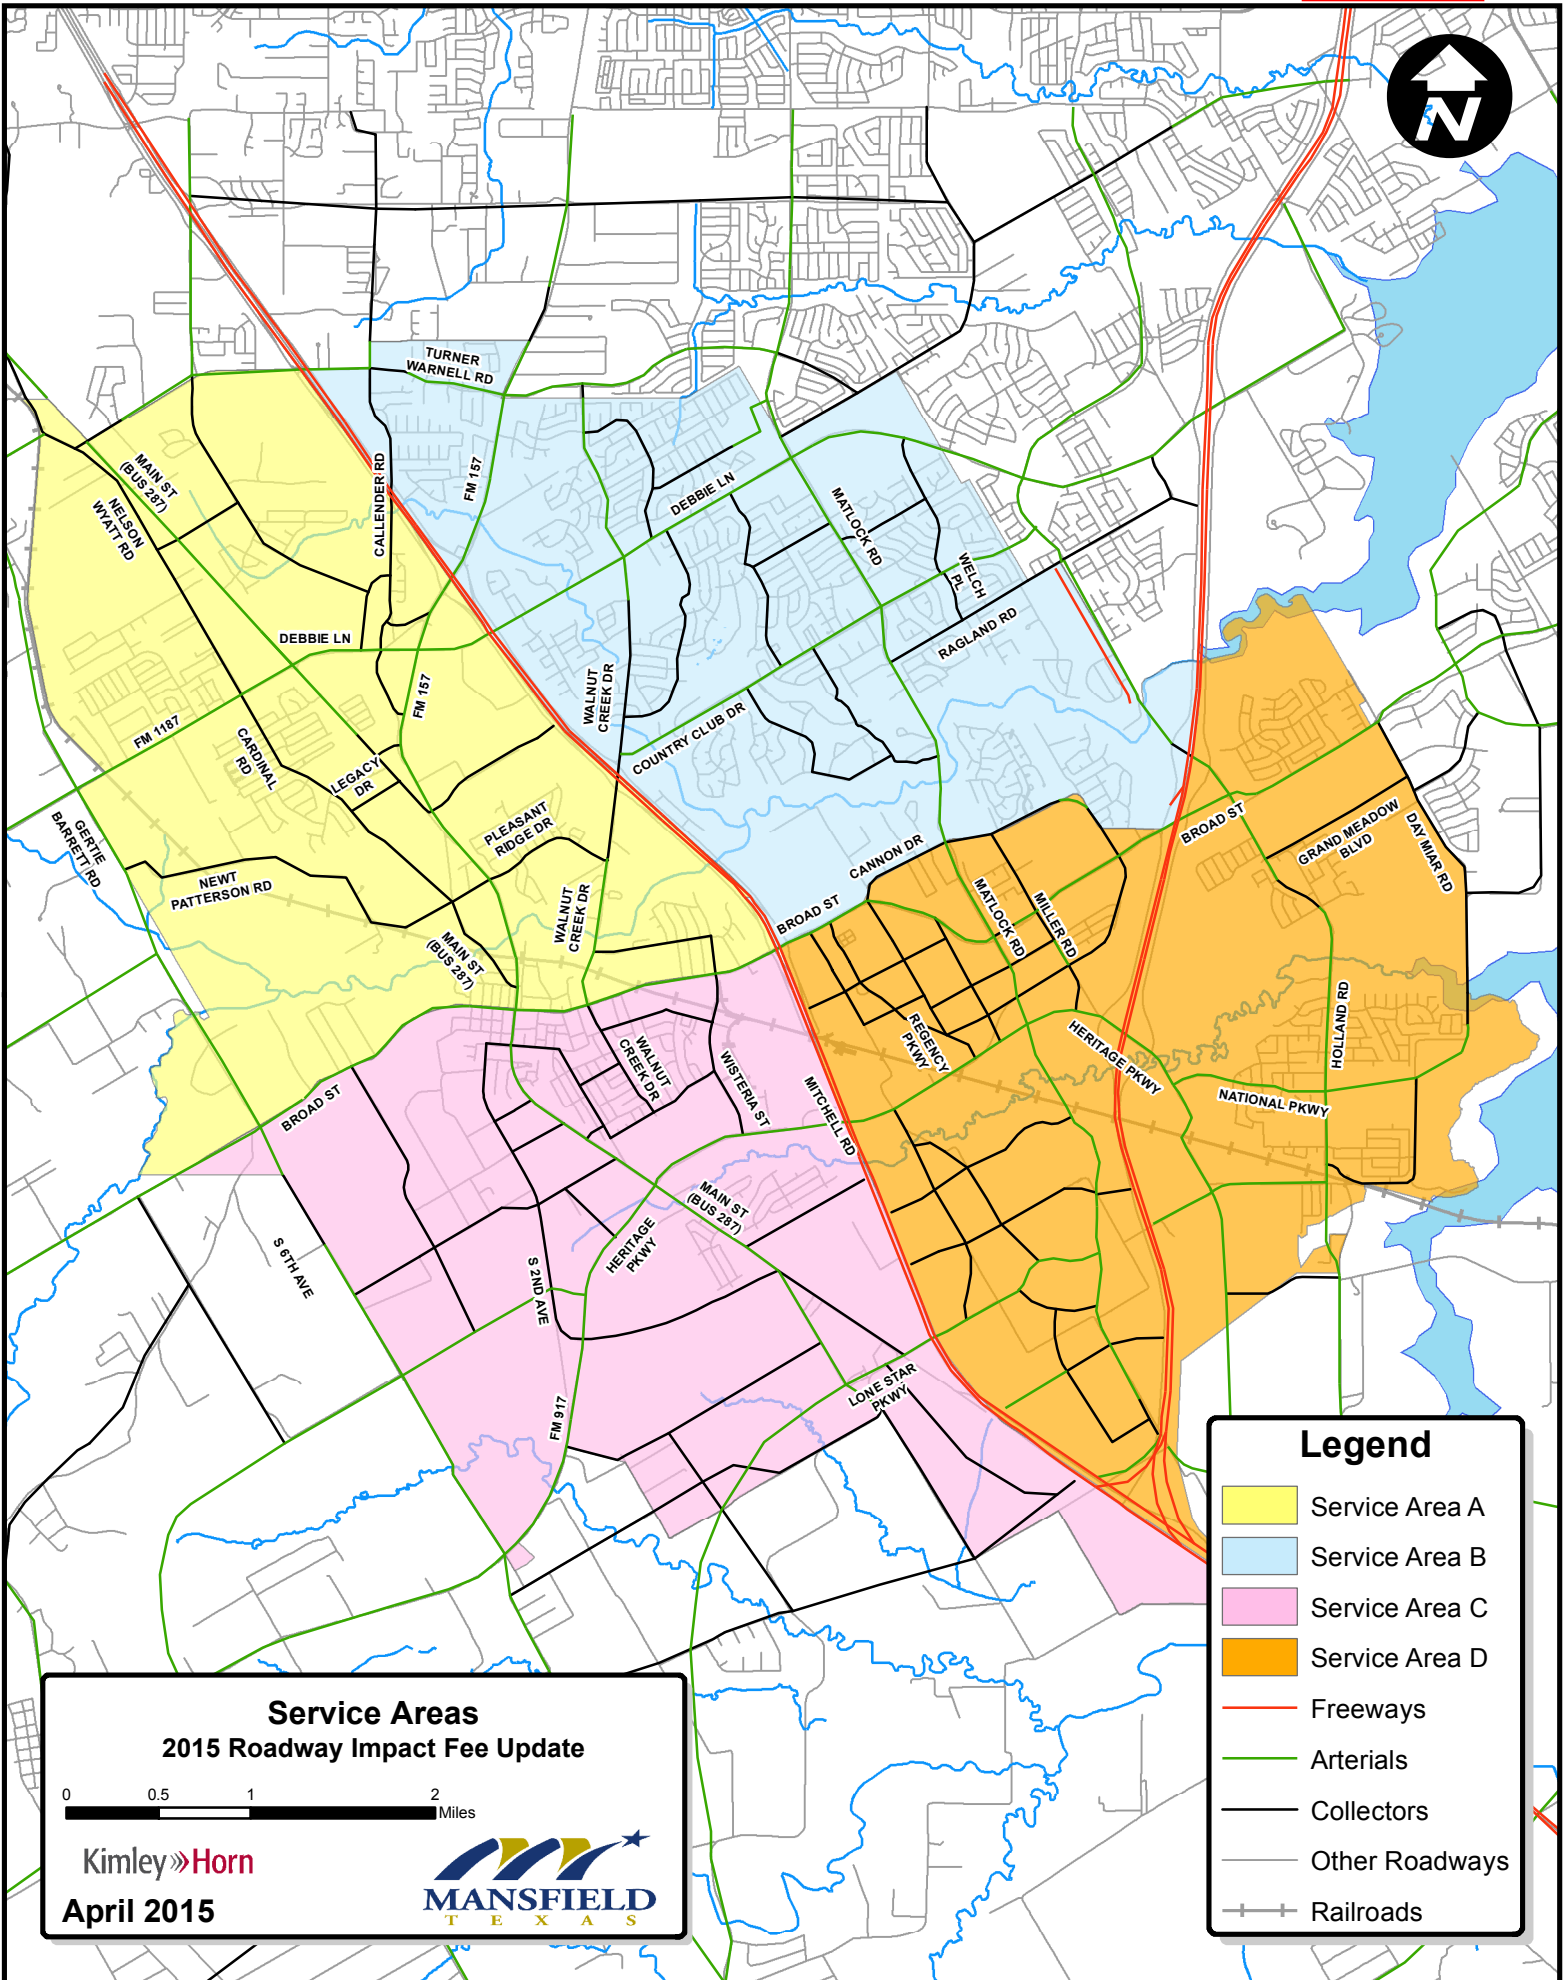 N
TURNER
WARNELL RD
MAIN ST
(BUS 287)
NELSON
WYATT RD
CALLENDER RD
FM 157
DEBBIE LN
MATLOCK RD
WELCH
PL
RAGLAND RD
DEBBIE LN
FM 157
WALNUT
CREEK DR
COUNTRY CLUB DR
FM 1187
CARDINAL
RD
LEGACY
DR
PLEASANT
RIDGE DR
GERTIE
BARRETT RD
NEWT
PATTERSON RD
WALNUT
CREEK DR
MAIN ST
(BUS 287)
CANNON DR
BROAD ST
BROAD ST
GRAND MEADOW
BLVD
DAY MIAR RD
MATLOCK RD
MILLER RD
REGENCY
PKWY
HERITAGE PKWY
HOLLAND RD
NATIONAL PKWY
BROAD ST
WALNUT
CREEK DR
WISTERIA ST
MITCHELL RD
MAIN ST
(BUS 287)
HERITAGE
PKWY
S 6TH AVE
S 2ND AVE
FM 917
LONE STAR
PKWY
Legend
Service Area A
Service Area B
Service Area C
Service Area D
Freeways
Arterials
Collectors
Other Roadways
Railroads
Service Areas
2015 Roadway Impact Fee Update
0 0.5 1 2
Miles
Kimley»Horn
MANSFIELD
TEXAS
April 2015